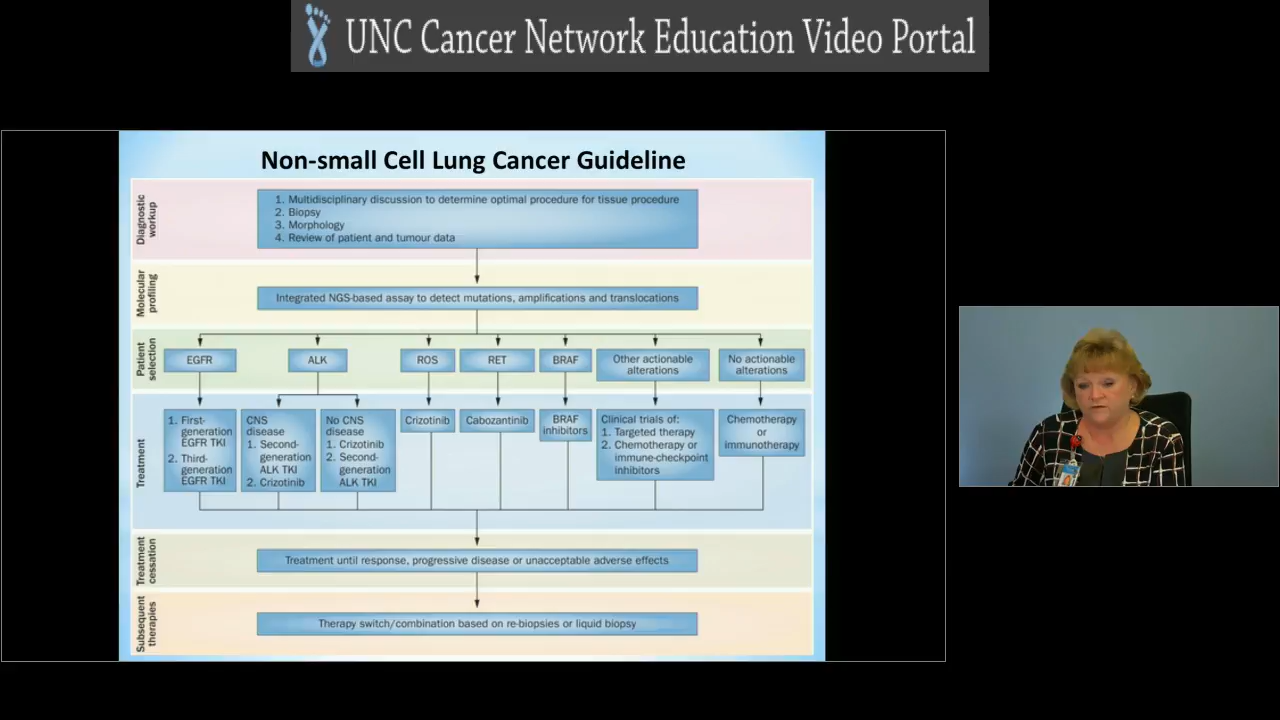 UNC Cancer Network Education Video Portal
Non-small Cell Lung Cancer Guideline
Diagnostic
workup
1. Multidisciplinary discussion to determine optimal procedure for tissue procedure
2. Biopsy
3. Morphology
4. Review of patient and tumour data
Molecular
profiling
Integrated NGS-based assay to detect mutations, amplifications and translocations
Patient
selection
EGFR
ALK
ROS
RET
BRAF
Other actionable
alterations
No actionable
alterations
Treatment
1. First-
generation
EGFR TKI
2. Third-
generation
EGFR TKI
CNS
disease
1. Second-
generation
ALK TKI
2. Crizotinib
No CNS
disease
1. Crizotinib
2. Second-
generation
ALK TKI
Crizotinib
Cabozantinib
BRAF
inhibitors
Clinical trials of:
1. Targeted therapy
2. Chemotherapy or
immune-checkpoint
inhibitors
Chemotherapy
or
immunotherapy
Treatment
cessation
Treatment until response, progressive disease or unacceptable adverse effects
Subsequent
therapies
Therapy switch/combination based on re-biopsies or liquid biopsy